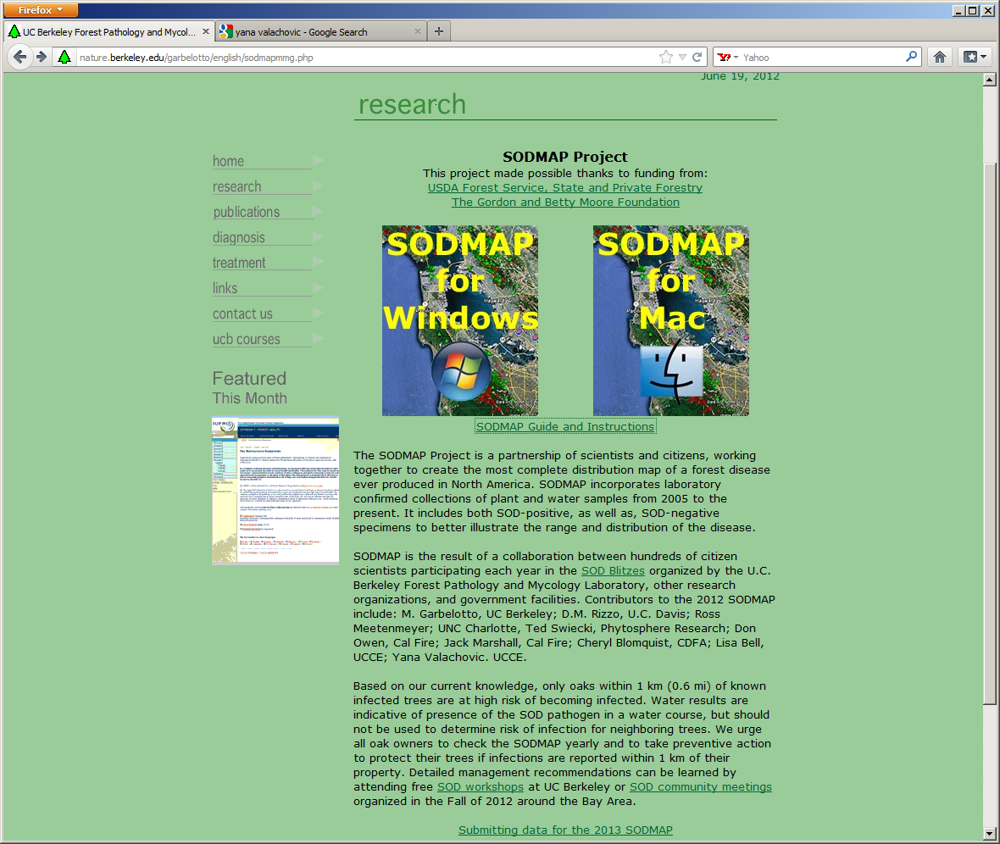 Firefox
UC Berkeley Forest Pathology and Mycol...
yana valachovic - Google Search
nature.berkeley.edu/garbelotto/english/sodmapmmg.php
Yahoo
June 19, 2012
research
home
research
publications
diagnosis
treatment
links
contact us
ucb courses
Featured
This Month
SODMAP Project
This project made possible thanks to funding from:
USDA Forest Service, State and Private Forestry
The Gordon and Betty Moore Foundation
SODMAP
for
Windows
Hayward
SODMAP
for
Mac
Hayward
SODMAP Guide and Instructions
The SODMAP Project is a partnership of scientists and citizens, working
together to create the most complete distribution map of a forest disease
ever produced in North America. SODMAP incorporates laboratory
confirmed collections of plant and water samples from 2005 to the
present. It includes both SOD-positive, as well as, SOD-negative
specimens to better illustrate the range and distribution of the disease.
SODMAP is the result of a collaboration between hundreds of citizen
scientists participating each year in the SOD Blitzes organized by the U.C.
Berkeley Forest Pathology and Mycology Laboratory, other research
organizations, and government facilities. Contributors to the 2012 SODMAP
include: M. Garbelotto, UC Berkeley; D.M. Rizzo, U.C. Davis; Ross
Meetenmeyer; UNC Charlotte, Ted Swiecki, Phytosphere Research; Don
Owen, Cal Fire; Jack Marshall, Cal Fire; Cheryl Blomquist, CDFA; Lisa Bell,
UCCE; Yana Valachovic. UCCE.
Based on our current knowledge, only oaks within 1 km (0.6 mi) of known
infected trees are at high risk of becoming infected. Water results are
indicative of presence of the SOD pathogen in a water course, but should
not be used to determine risk of infection for neighboring trees. We urge
all oak owners to check the SODMAP yearly and to take preventive action
to protect their trees if infections are reported within 1 km of their
property. Detailed management recommendations can be learned by
attending free SOD workshops at UC Berkeley or SOD community meetings
organized in the Fall of 2012 around the Bay Area.
Submitting data for the 2013 SODMAP